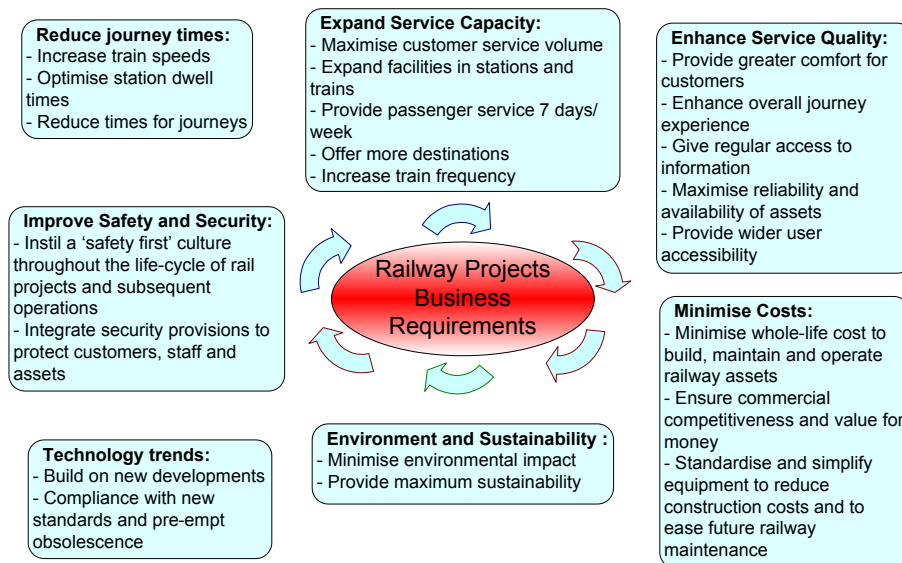 Reduce journey times:
- Increase train speeds
- Optimise station dwell
times
- Reduce times for journeys
Expand Service Capacity:
- Maximise customer service volume
- Expand facilities in stations and
trains
- Provide passenger service 7 days/
week
- Offer more destinations
- Increase train frequency
Enhance Service Quality:
- Provide greater comfort for
customers
- Enhance overall journey
experience
- Give regular access to
information
- Maximise reliability and
availability of assets
- Provide wider user
accessibility
Improve Safety and Security:
- Instil a ‘safety first’ culture
throughout the life-cycle of rail
projects and subsequent
operations
- Integrate security provisions to
protect customers, staff and
assets
Railway Projects
Business
Requirements
Minimise Costs:
- Minimise whole-life cost to
build, maintain and operate
railway assets
- Ensure commercial
competitiveness and value for
money
- Standardise and simplify
equipment to reduce
construction costs and to
ease future railway
maintenance
Technology trends:
- Build on new developments
- Compliance with new
standards and pre-empt
obsolescence
Environment and Sustainability :
- Minimise environmental impact
- Provide maximum sustainability